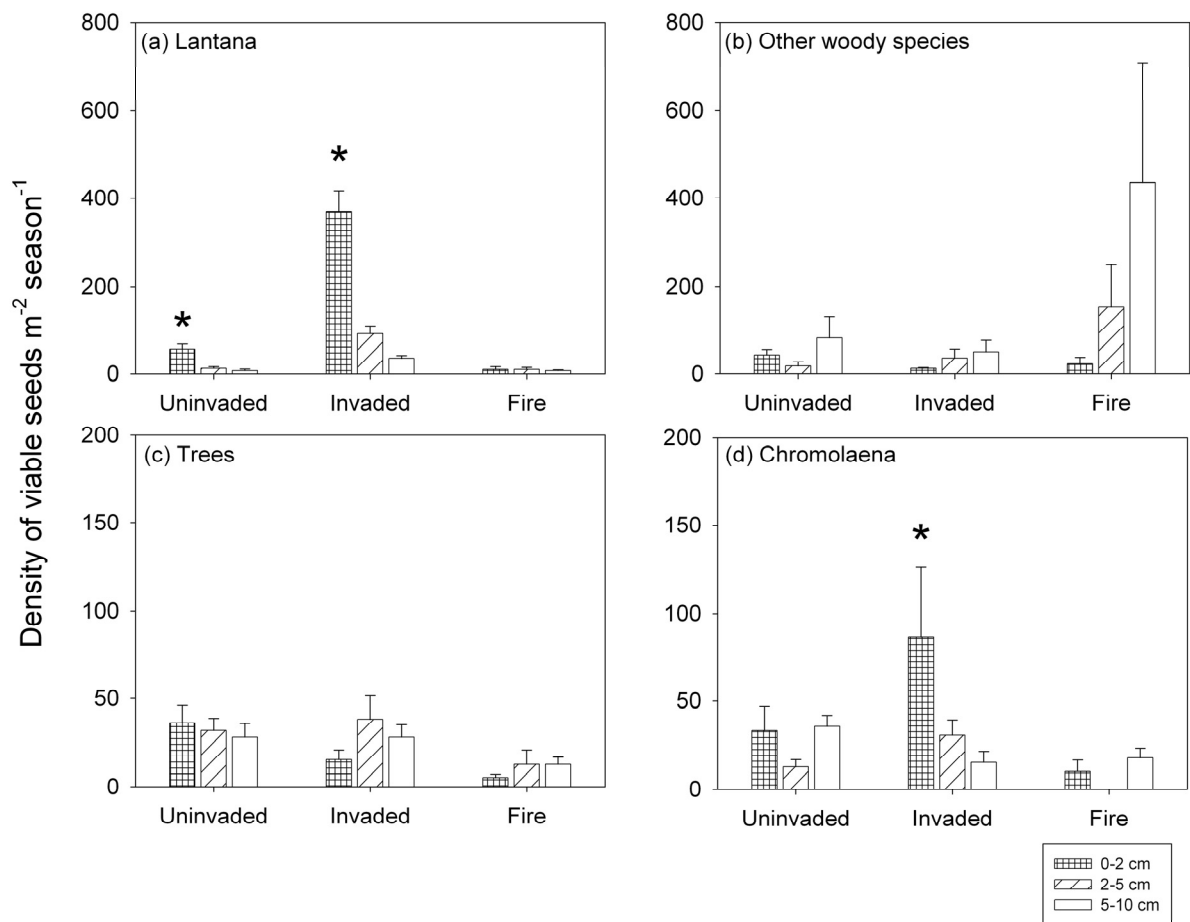 Density of viable seeds m-2 season-1
(a) Lantana
800
600
400
200
0
*
*
Uninvaded
Invaded
Fire
(b) Other woody species
800
600
400
200
0
Uninvaded
Invaded
Fire
(c) Trees
200
150
100
50
0
Uninvaded
Invaded
Fire
(d) Chromolaena
200
150
100
50
0
*
Uninvaded
Invaded
Fire
0-2 cm
2-5 cm
5-10 cm